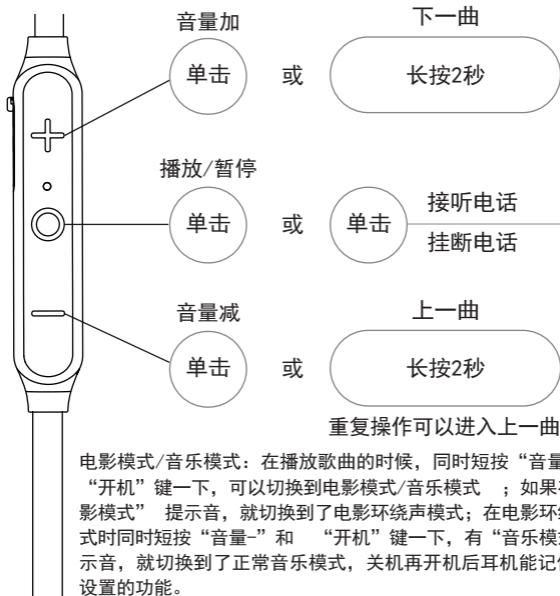 音量加
下一曲
单击
或
长按2秒
播放/暂停
单击
或
单击
接听电话
挂断电话
音量减
上一曲
单击
或
长按2秒
重复操作可以进入上一曲
电影模式/音乐模式：在播放歌曲的时候，同时短按“音量
“开机”键一下，可以切换到电影模式/音乐模式 ；如果
影模式” 提示音，就切换到了电影环绕声模式；在电影环
式时同时短按“音量-”和 “开机”键一下，有“音乐模
示音，就切换到了正常音乐模式，关机再开机后耳机能记
设置的功能。